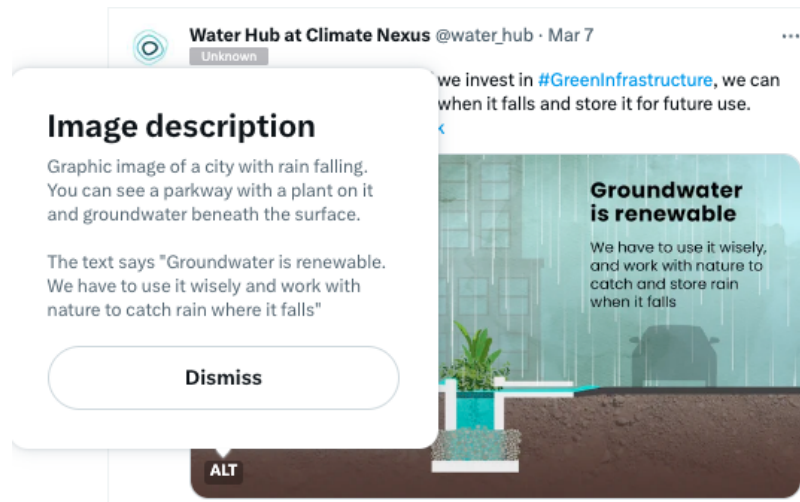 Water Hub at Climate Nexus @water_hub · Mar 7
Unknown
we invest in #GreenInfrastructure, we can
when it falls and store it for future use.
Image description
Graphic image of a city with rain falling.
You can see a parkway with a plant on it
and groundwater beneath the surface.
The text says "Groundwater is renewable.
We have to use it wisely and work with
nature to catch rain where it falls"
Dismiss
Groundwater
is renewable
We have to use it wisely,
and work with nature to
catch and store rain
when it falls
ALT